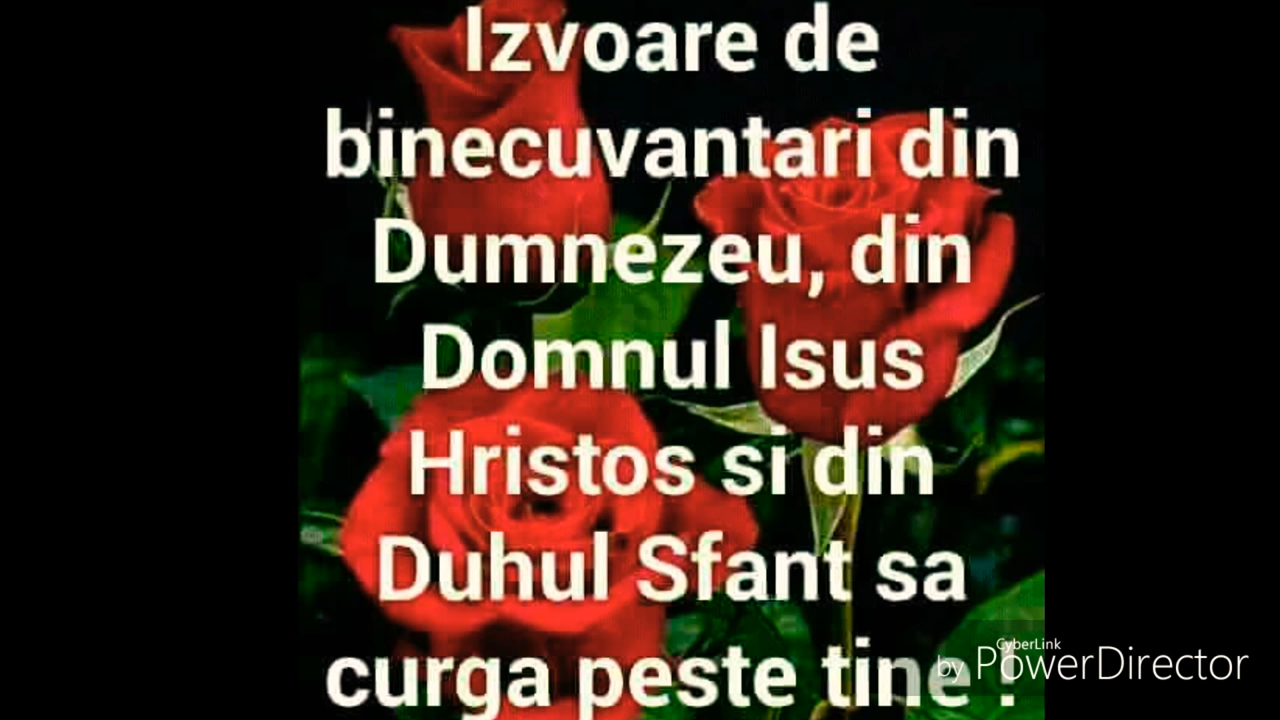 Izvoare de
binecuvantari din
Dumnezeu, din
Domnul Isus
Hristos si din
Duhul Sfant sa
curga peste tine !
CyberLink
by PowerDirector